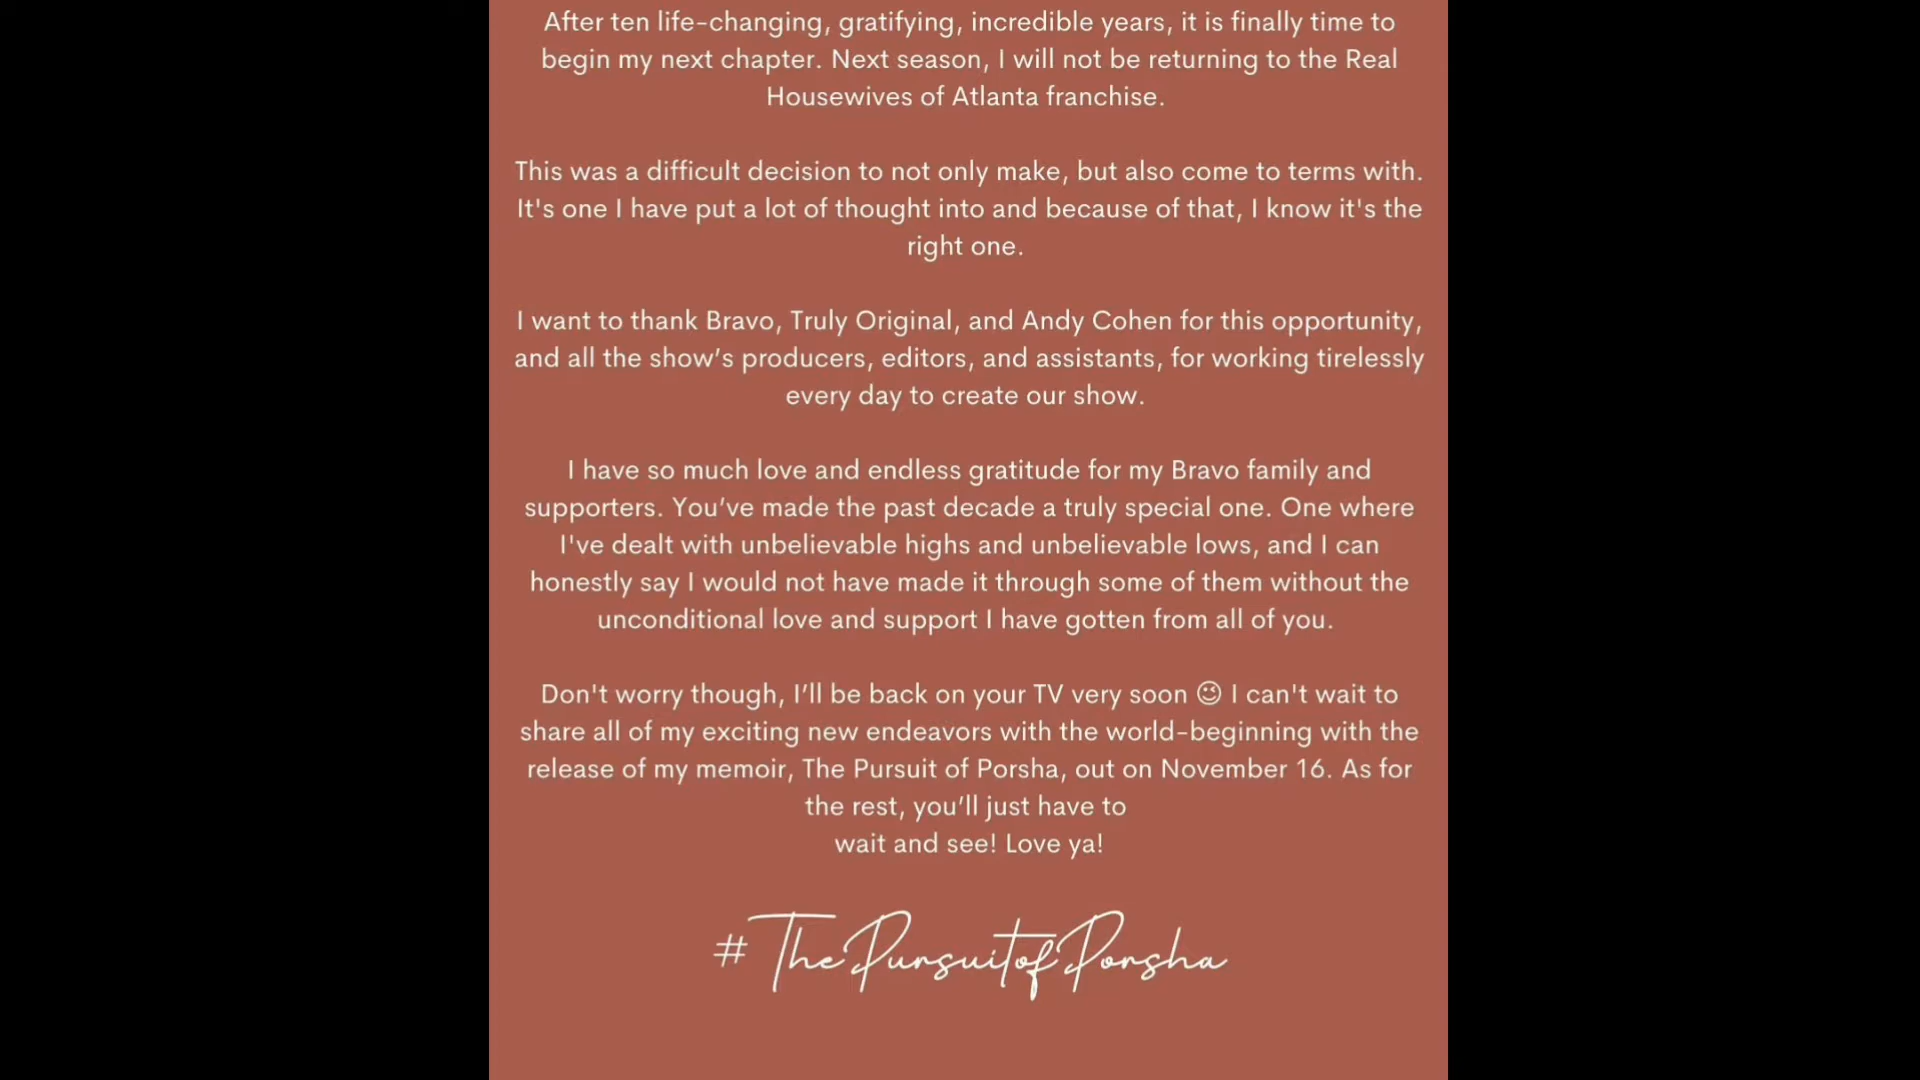 After ten life-changing, gratifying, incredible years, it is finally time to
begin my next chapter. Next season, I will not be returning to the Real
Housewives of Atlanta franchise.
This was a difficult decision to not only make, but also come to terms with.
It's one I have put a lot of thought into and because of that, I know it's the
right one.
I want to thank Bravo, Truly Original, and Andy Cohen for this opportunity,
and all the show’s producers, editors, and assistants, for working tirelessly
every day to create our show.
I have so much love and endless gratitude for my Bravo family and
supporters. You’ve made the past decade a truly special one. One where
I've dealt with unbelievable highs and unbelievable lows, and I can
honestly say I would not have made it through some of them without the
unconditional love and support I have gotten from all of you.
Don't worry though, I’ll be back on your TV very soon 😉 I can't wait to
share all of my exciting new endeavors with the world-beginning with the
release of my memoir, The Pursuit of Porsha, out on November 16. As for
the rest, you’ll just have to
wait and see! Love ya!
#ThePursuitofPorsha